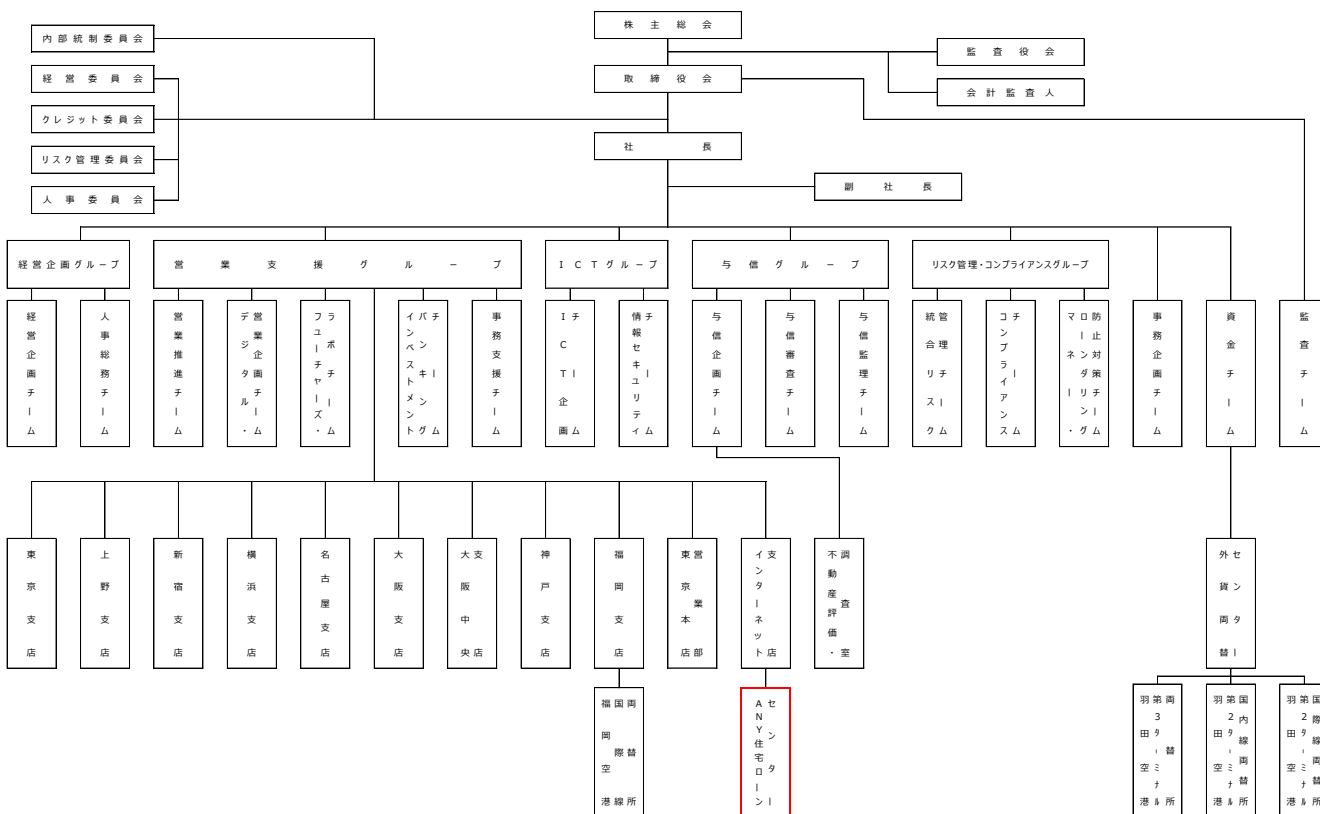 株主総会
内部統制委員会
監査役会
経営委員会
取締役会
会計監査人
クレジット委員会
社長
リスク管理委員会
副社長
人事委員会
経営企画グループ
営業支援グループ
ICTグループ
与信グループ
リスク管理・コンプライアンスグループ
経営企画チーム
人事総務チーム
営業推進チーム
デジタル・
営業企画チーム
フューチャーズ・
ラボチーム
インベストメント
バンキング
チーム
事務支援チーム
ICT企画
チーム
情報セキュリティ
チーム
与信企画チーム
与信審査チーム
与信監理チーム
統合リスク
管理チーム
コンプライアンス
チーム
マネー・
ローンダリング
防止対策チーム
事務企画チーム
資金チーム
監査チーム
東京支店
上野支店
新宿支店
横浜支店
名古屋支店
大阪支店
大阪中央
支店
神戸支店
福岡支店
東京本店
営業部
インターネット
支店
不動産評価・
調査室
外貨両替
センター
福岡空港
国際線
両替所
ANY住宅ローン
センター
羽田空港
第3ターミナル
両替所
羽田空港
第2ターミナル
国内線両替所
羽田空港
第2ターミナル
国際線両替所